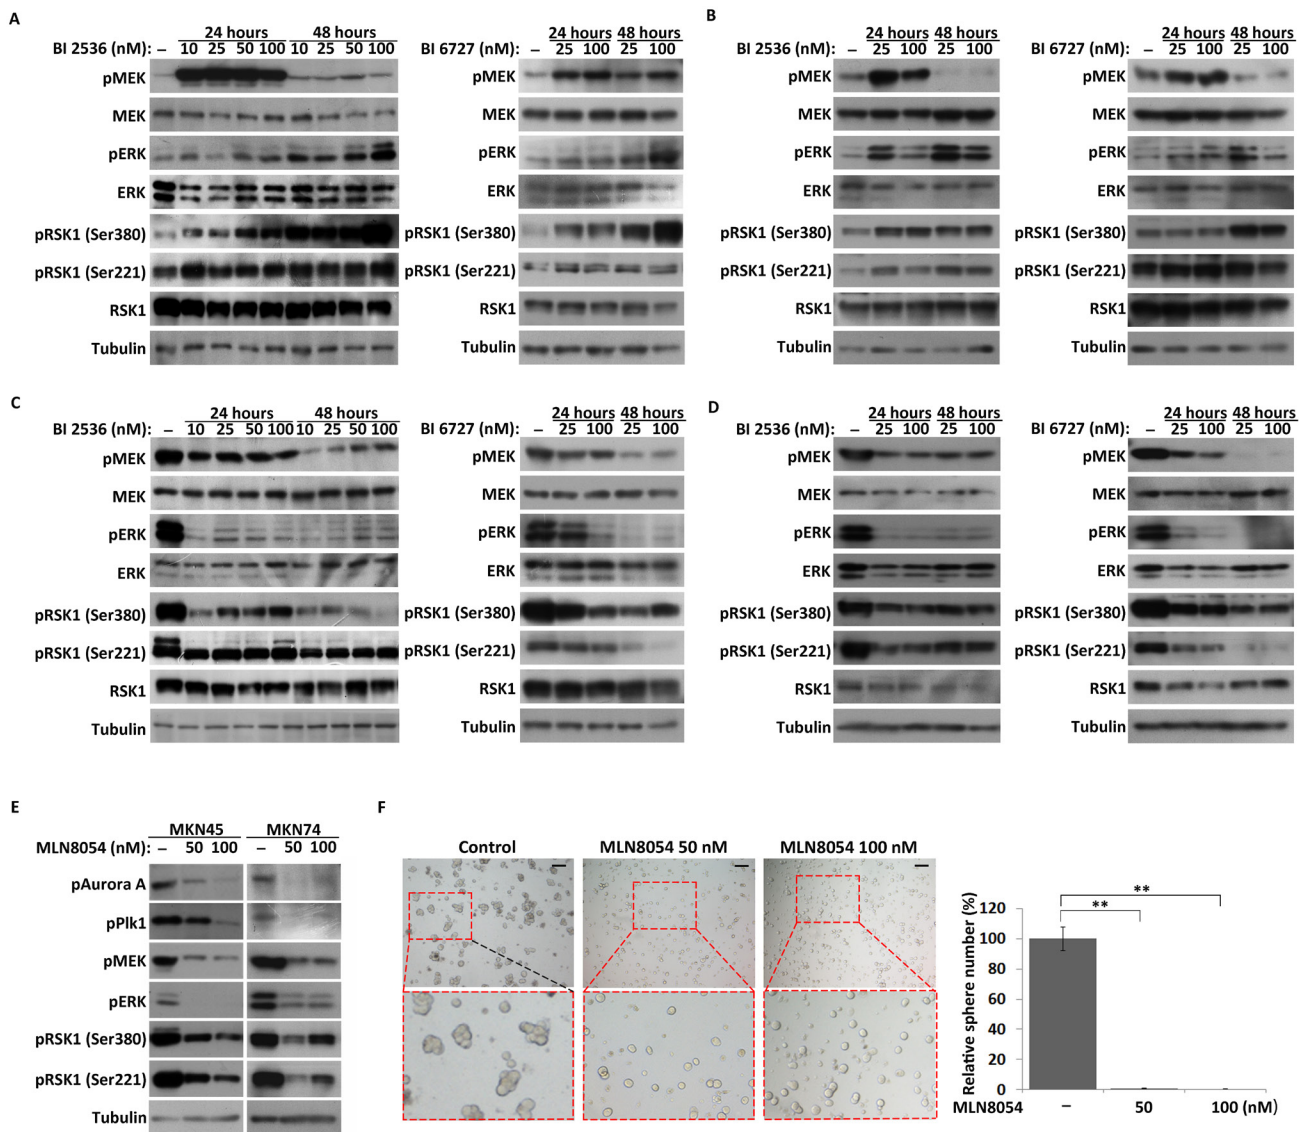 A
24 hours 48 hours
BI 2536 (nM): – 10 25 50 100 10 25 50 100
pMEK
MEK
pERK
ERK
pRSK1 (Ser380)
pRSK1 (Ser221)
RSK1
Tubulin
24 hours 48 hours
BI 6727 (nM): – 25 100 25 100
pMEK
MEK
pERK
ERK
pRSK1 (Ser380)
pRSK1 (Ser221)
RSK1
Tubulin
B
24 hours 48 hours
BI 2536 (nM): – 25 100 25 100
pMEK
MEK
pERK
ERK
pRSK1 (Ser380)
pRSK1 (Ser221)
RSK1
Tubulin
24 hours 48 hours
BI 6727 (nM): – 25 100 25 100
pMEK
MEK
pERK
ERK
pRSK1 (Ser380)
pRSK1 (Ser221)
RSK1
Tubulin
C
24 hours 48 hours
BI 2536 (nM): – 10 25 50 100 10 25 50 100
pMEK
MEK
pERK
ERK
pRSK1 (Ser380)
pRSK1 (Ser221)
RSK1
Tubulin
24 hours 48 hours
BI 6727 (nM): – 25 100 25 100
pMEK
MEK
pERK
ERK
pRSK1 (Ser380)
pRSK1 (Ser221)
RSK1
Tubulin
D
24 hours 48 hours
BI 2536 (nM): – 25 100 25 100
pMEK
MEK
pERK
ERK
pRSK1 (Ser380)
pRSK1 (Ser221)
RSK1
Tubulin
24 hours 48 hours
BI 6727 (nM): – 25 100 25 100
pMEK
MEK
pERK
ERK
pRSK1 (Ser380)
pRSK1 (Ser221)
RSK1
Tubulin
E
MKN45 MKN74
MLN8054 (nM): – 50 100 – 50 100
pAurora A
pPlk1
pMEK
pERK
pRSK1 (Ser380)
pRSK1 (Ser221)
Tubulin
F
Control MLN8054 50 nM MLN8054 100 nM
Relative sphere number (%)
120
100
80
60
40
20
0
**
**
MLN8054 – 50 100 (nM)